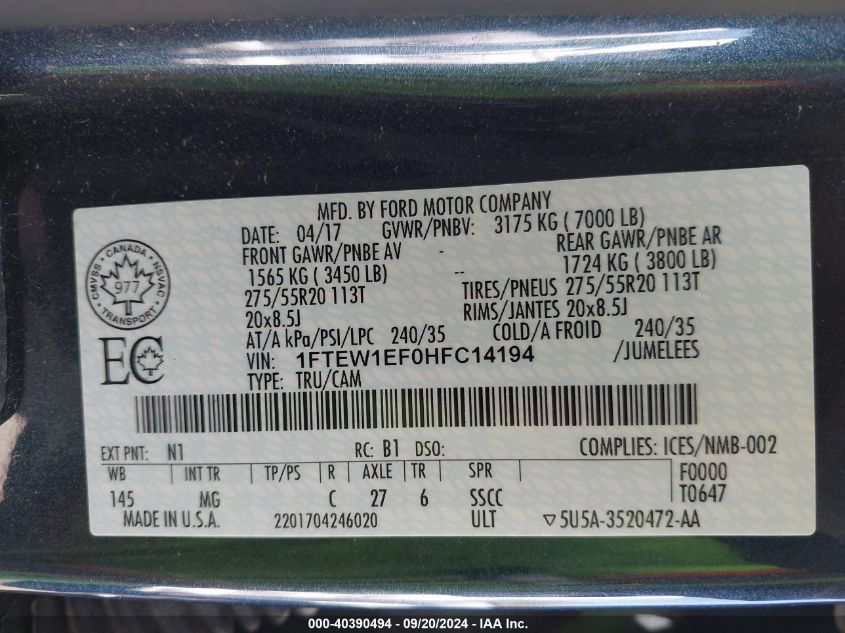 MFD. BY FORD MOTOR COMPANY
DATE: 04/17 GVWR/PNBV: 3175 KG ( 7000 LB)
FRONT GAWR/PNBE AV - REAR GAWR/PNBE AR
1565 KG ( 3450 LB) -- 1724 KG ( 3800 LB)
275/55R20 113T TIRES/PNEUS 275/55R20 113T
20x8.5J RIMS/JANTES 20x8.5J
AT/A kPa/PSI/LPC 240/35 COLD/A FROID 240/35
VIN: 1FTEW1EF0HFC14194 /JUMELEES
TYPE: TRU/CAM
CANADA
CMVSS NSVAC
977
TRANSPORT
EC
EXT PNT: N1 RC: B1 DSO: COMPLIES: ICES/NMB-002
WB INT TR TP/PS R AXLE TR SPR F0000
145 MG C 27 6 SSCC T0647
MADE IN U.S.A. 2201704246020 ULT 5U5A-3520472-AA
000-40390494 - 09/20/2024 - IAA Inc.